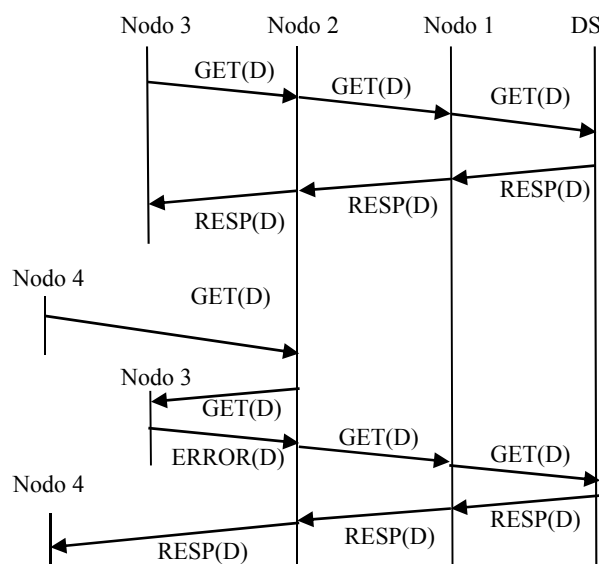 Nodo 3 Nodo 2 Nodo 1 DS
GET(D)
GET(D)
GET(D)
RESP(D)
RESP(D)
RESP(D)
Nodo 4
GET(D)
Nodo 3
GET(D)
GET(D)
ERROR(D)
GET(D)
Nodo 4
RESP(D)
RESP(D)
RESP(D)